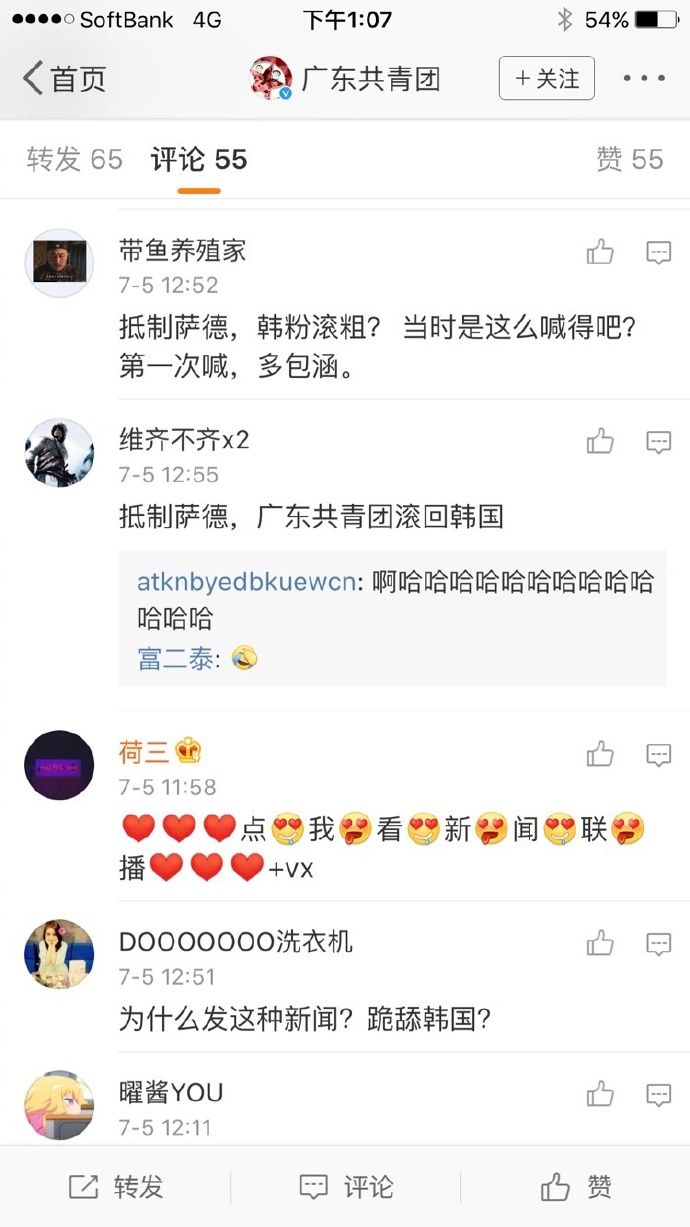 SoftBank 4G 下午1:07 54%
首页 广东共青团 +关注
转发 65 评论 55 赞 55
带鱼养殖家
7-5 12:52
抵制萨德，韩粉滚粗？ 当时是这么喊得吧？
第一次喊，多包涵。
维齐不齐x2
7-5 12:55
抵制萨德，广东共青团滚回韩国
atknbyedbkuewcn: 啊哈哈哈哈哈哈哈哈哈哈
哈哈哈
富二泰: 🤣
荷三
7-5 11:58
❤️❤️❤️点😍我😍看😍新😍闻😍联😍
播❤️❤️❤️+vx
DOOOOOOO洗衣机
7-5 12:51
为什么发这种新闻？跪舔韩国？
曜酱YOU
7-5 12:11
转发 评论 赞